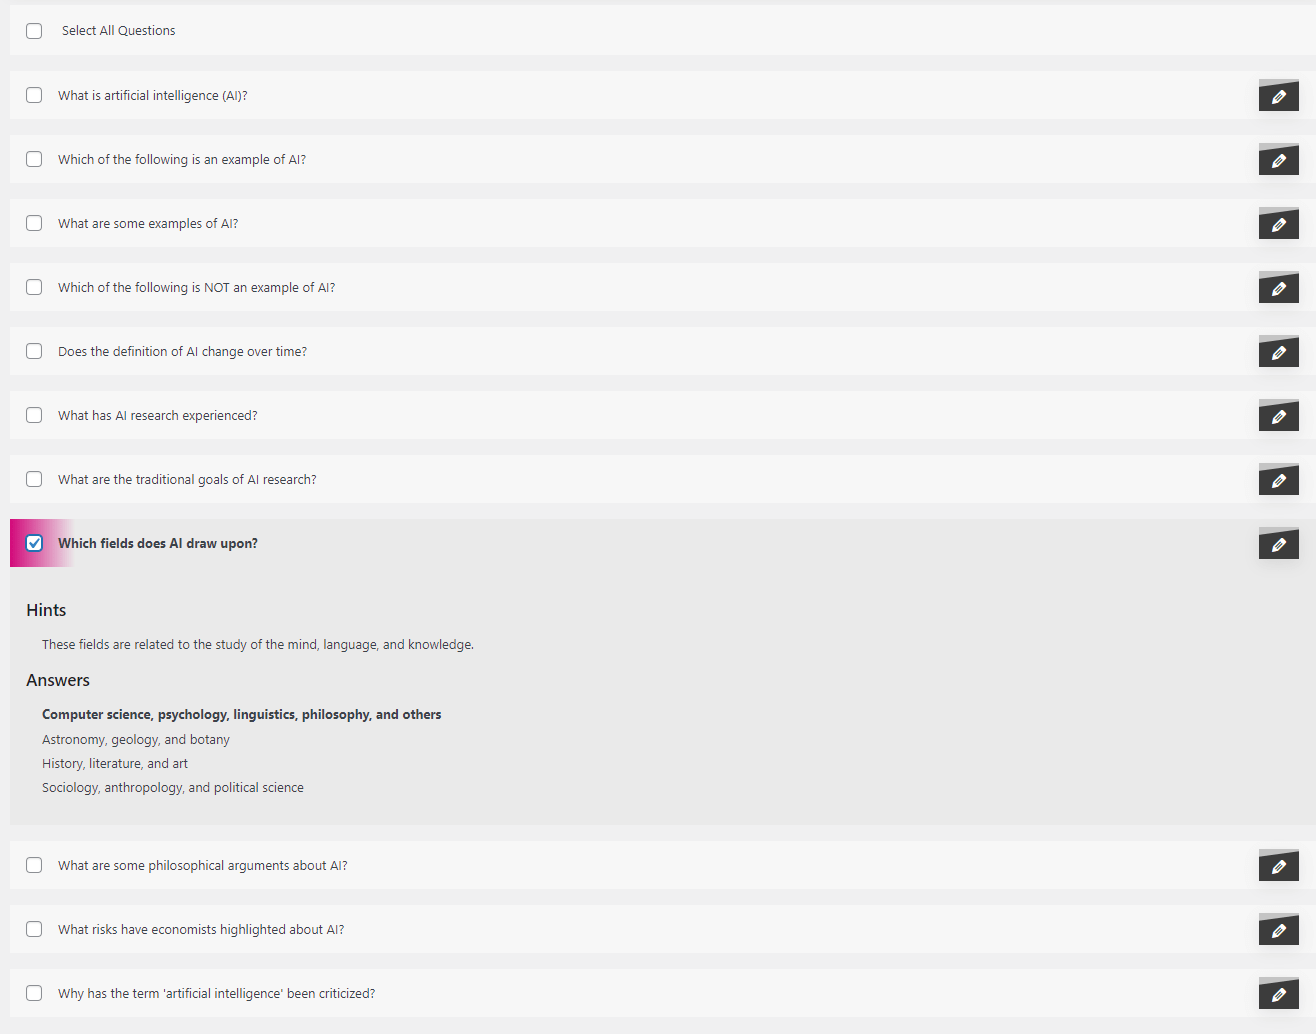 Select All Questions
What is artificial intelligence (AI)?
Which of the following is an example of AI?
What are some examples of AI?
Which of the following is NOT an example of AI?
Does the definition of AI change over time?
What has AI research experienced?
What are the traditional goals of AI research?
Which fields does AI draw upon?
Hints
These fields are related to the study of the mind, language, and knowledge.
Answers
Computer science, psychology, linguistics, philosophy, and others
Astronomy, geology, and botany
History, literature, and art
Sociology, anthropology, and political science
What are some philosophical arguments about AI?
What risks have economists highlighted about AI?
Why has the term 'artificial intelligence' been criticized?